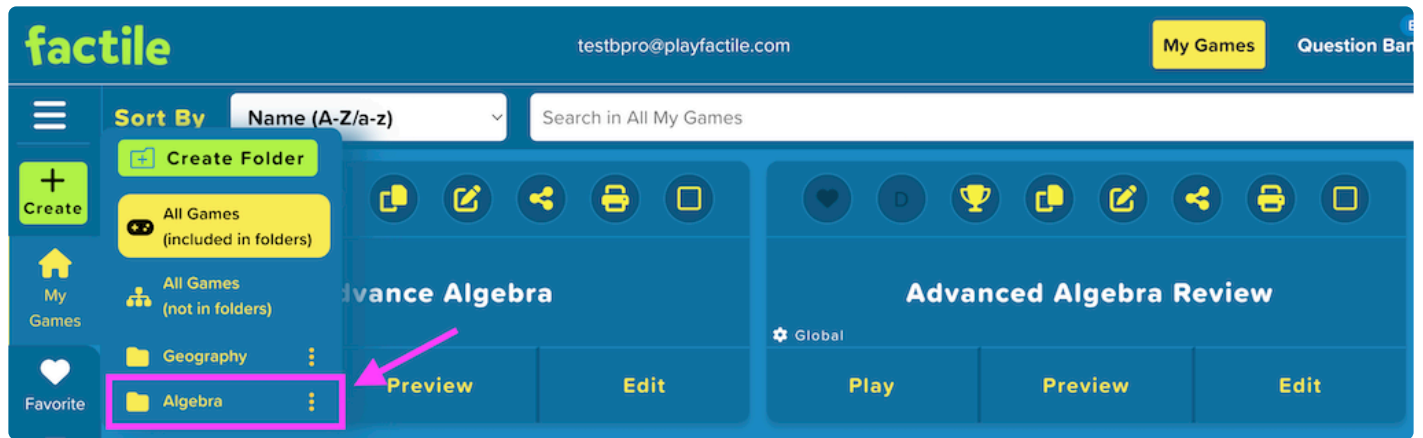 factile
testbpro@playfactile.com
My Games
Question Ban
Sort By
Name (A-Z/a-z)
Search in All My Games
Create Folder
Create
All Games
(included in folders)
D
My
Games
All Games
(not in folders)
dvance Algebra
Advanced Algebra Review
Global
Geography
Favorite
Algebra
Preview
Edit
Play
Preview
Edit